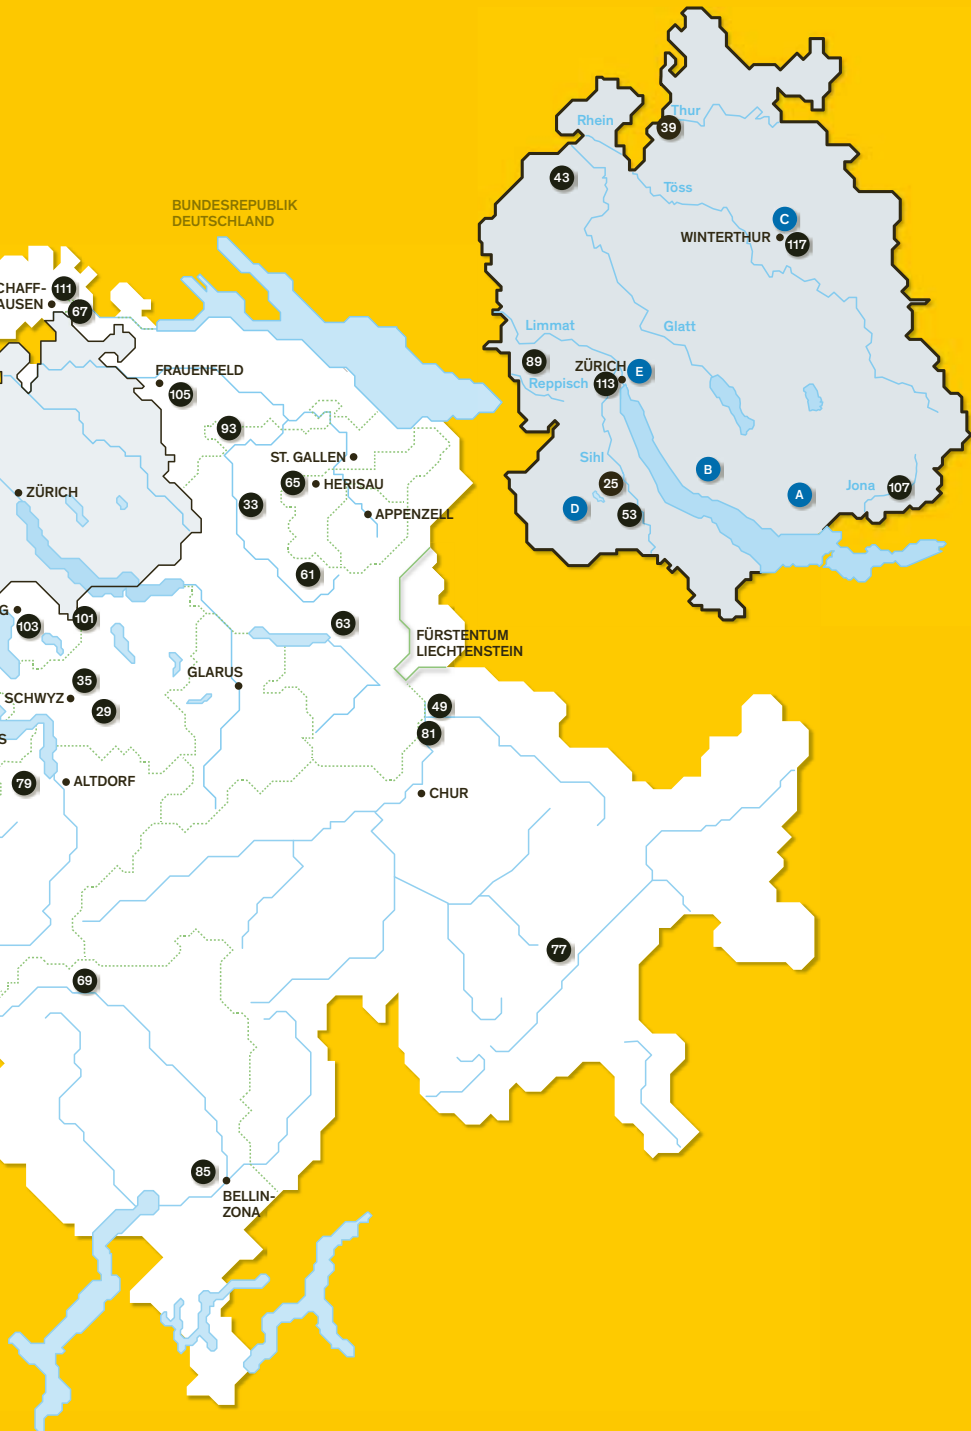 Rhein
Thur
39
43
Töss
C
WINTERTHUR
117
BUNDESREPUBLIK
DEUTSCHLAND
CHAFF-
AUSEN
111
67
Limmat
Glatt
89
ZÜRICH
E
Reppisch
113
FRAUENFELD
105
93
ST. GALLEN
65
HERISAU
33
APPENZELL
ZÜRICH
Sihl
25
B
A
Jona
107
D
53
61
G
103
101
63
FÜRSTENTUM
LIECHTENSTEIN
GLARUS
35
SCHWYZ
29
49
81
S
79
ALTDORF
CHUR
77
69
85
BELLIN-
ZONA